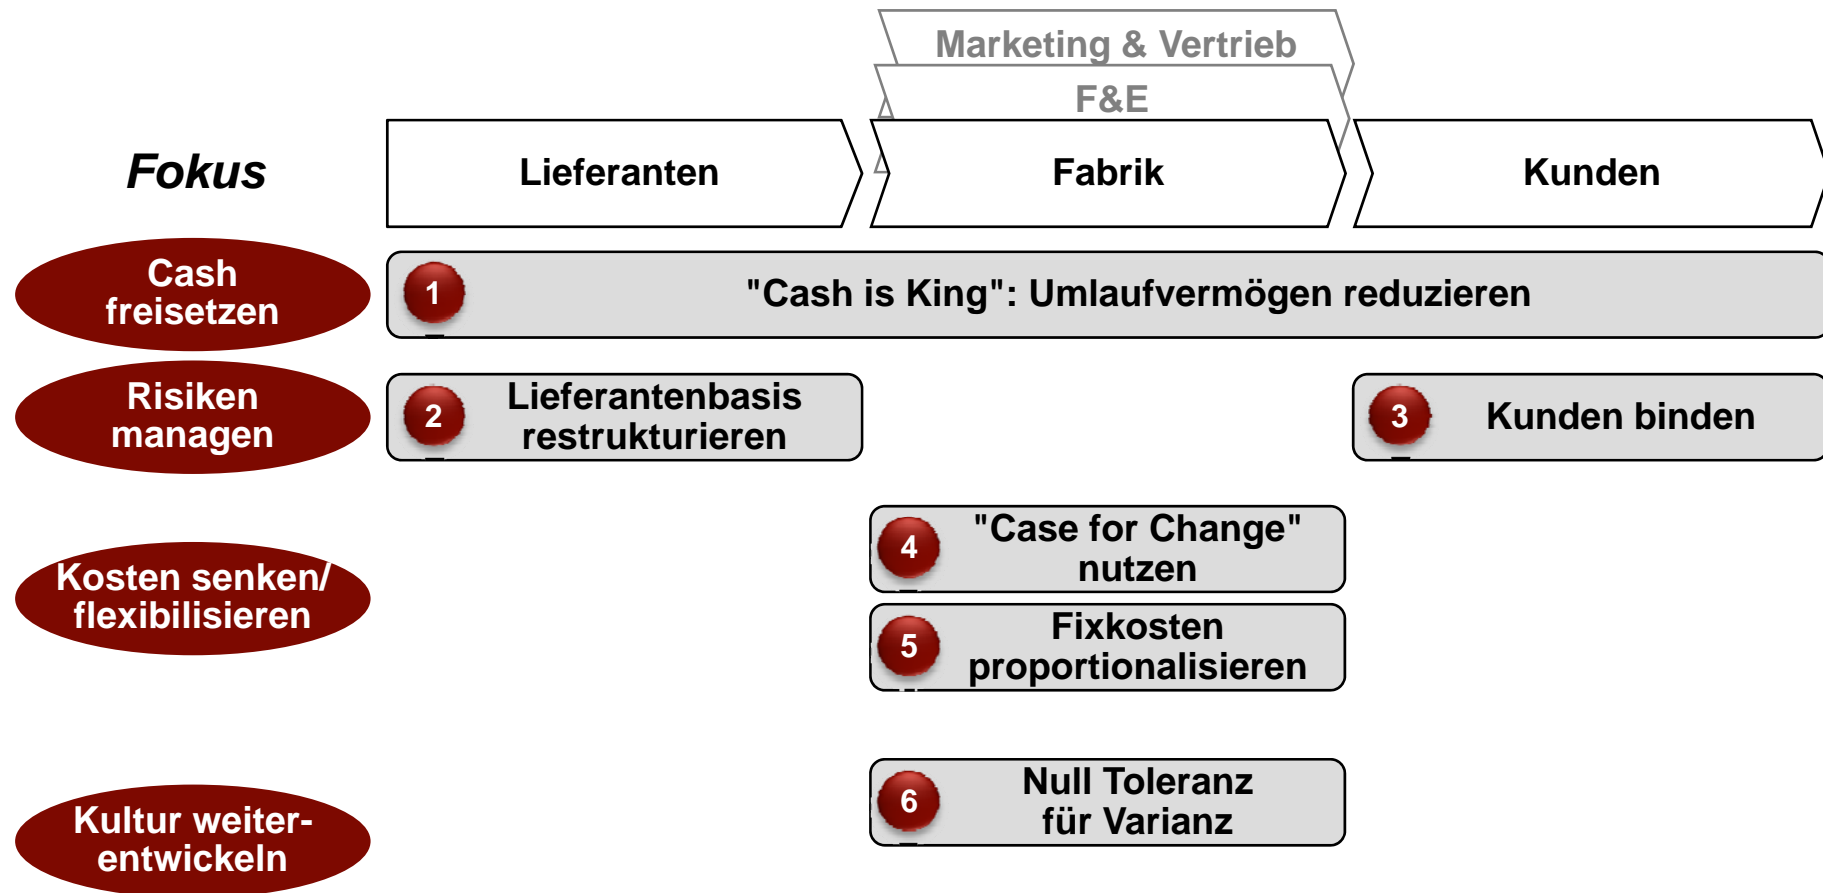 Marketing & Vertrieb
F&E
Fokus
Lieferanten
Fabrik
Kunden
Cash
freisetzen
1
"Cash is King": Umlaufvermögen reduzieren
Risiken
managen
2
Lieferantenbasis
restrukturieren
3
Kunden binden
Kosten senken/
flexibilisieren
4
"Case for Change"
nutzen
5
Fixkosten
proportionalisieren
Kultur weiter-
entwickeln
6
Null Toleranz
für Varianz